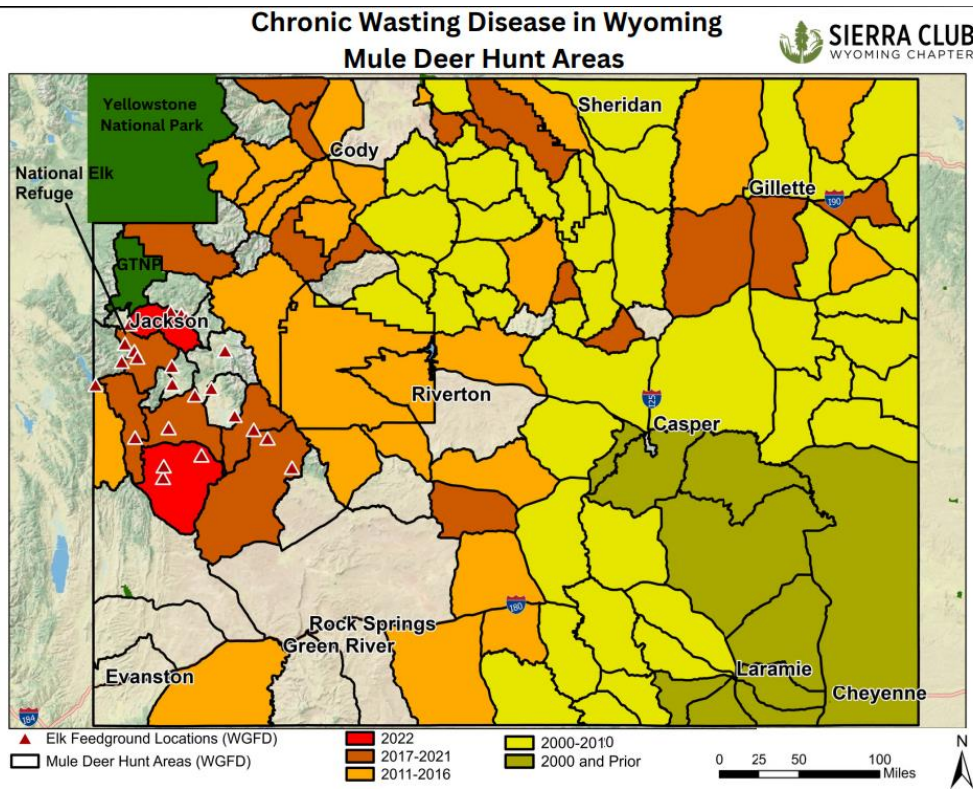 Chronic Wasting Disease in Wyoming
Mule Deer Hunt Areas
SIERRA CLUB
WYOMING CHAPTER
Yellowstone
National Park
Sheridan
Cody
National Elk
Refuge
Gillette
90
GTNP
Jackson
Riverton
25
Casper
Rock Springs
Green River
80
Evanston
Laramie
Cheyenne
84
Elk Feedground Locations (WGFD)
Mule Deer Hunt Areas (WGFD)
2022
2017-2021
2011-2016
2000-2010
2000 and Prior
0 25 50 100
Miles
N